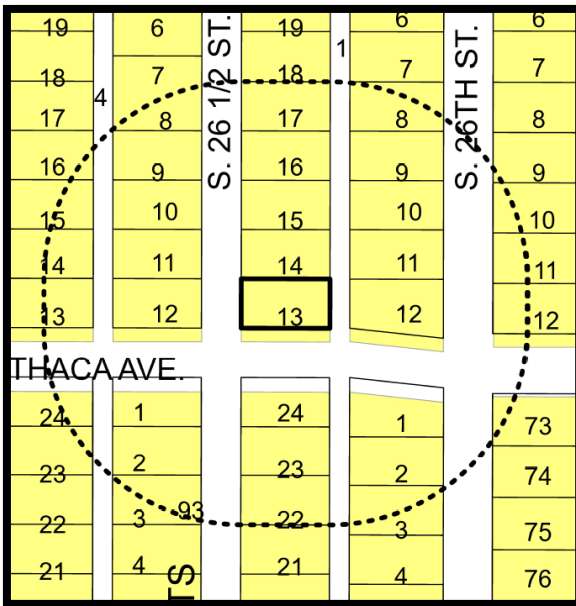 19 6 19 6 6
S. 26 1/2 ST.
S. 26TH ST.
1
18 7 18 7 7
4
17 8 17 8 8
16 9 16 9 9
15 10 15 10 10
14 11 14 11 11
13 12 13 12 12
THACA AVE.
24 1 24 1 73
23 2 23 2 74
93
22 3 22 3 75
21 4 21 4 76
TS